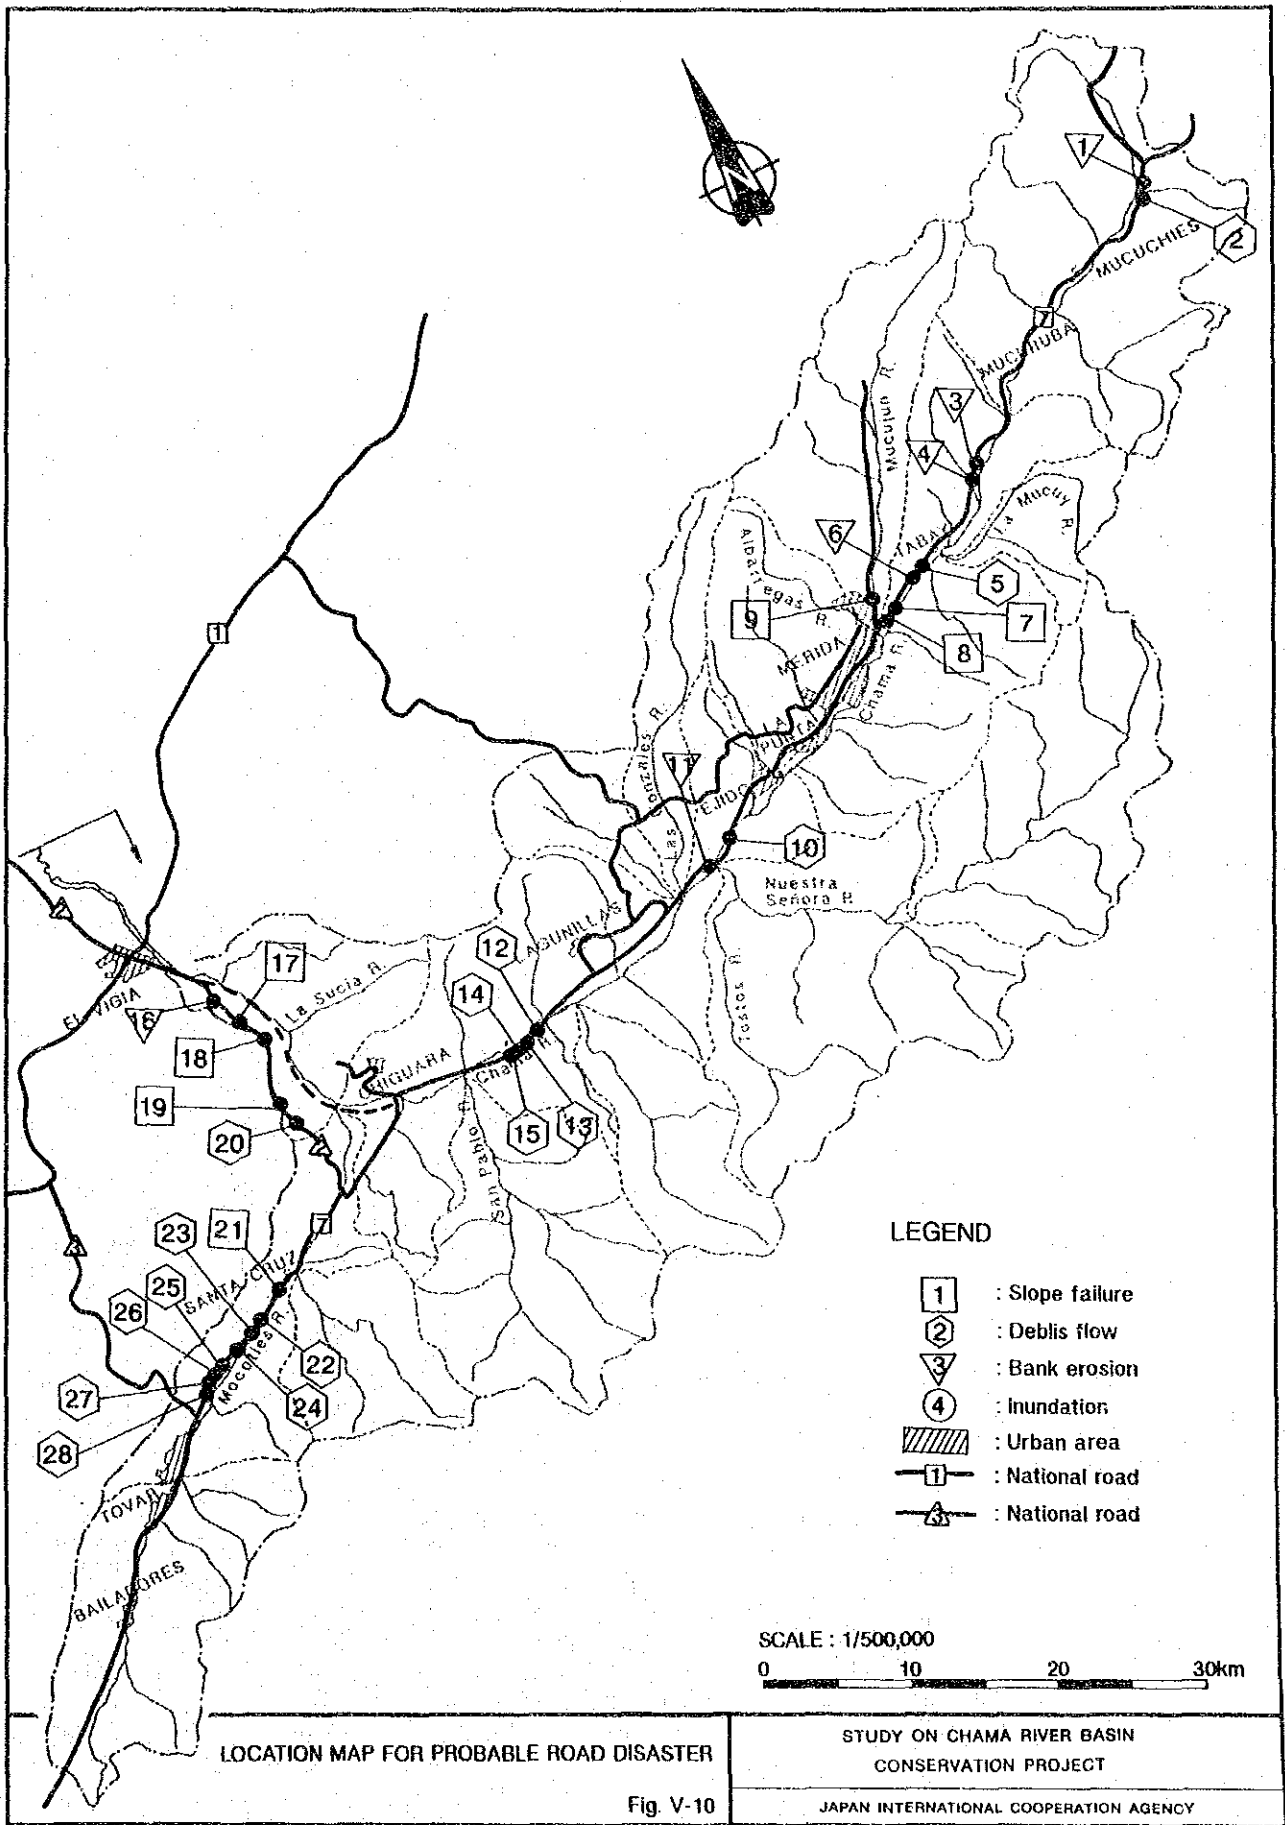 1
2
MUCUCHIES
7
MUCURUBA
Mucujun R.
3
4
La Mucuy R.
TABAY
6
5
Albarregas R.
9
7
8
MERIDA
Chama R.
LA PUNTA
1
Las Gonzales R.
11
EJIDO
10
Nuestra
Señora R
LAGUNILLAS
12
17
La Sucia R.
14
EL VIGIA
16
18
Chama R.
19
15
13
20
San Pablo R.
7
23
21
SANTA CRUZ
25
26
22
Mocoties R.
24
27
28
TOVAR
BAILADORES
N
LEGEND
1 : Slope failure
2 : Deblis flow
3 : Bank erosion
4 : Inundation
: Urban area
1 : National road
3 : National road
SCALE : 1/500,000
0 10 20 30km
LOCATION MAP FOR PROBABLE ROAD DISASTER
Fig. V-10
STUDY ON CHAMA RIVER BASIN
CONSERVATION PROJECT
JAPAN INTERNATIONAL COOPERATION AGENCY